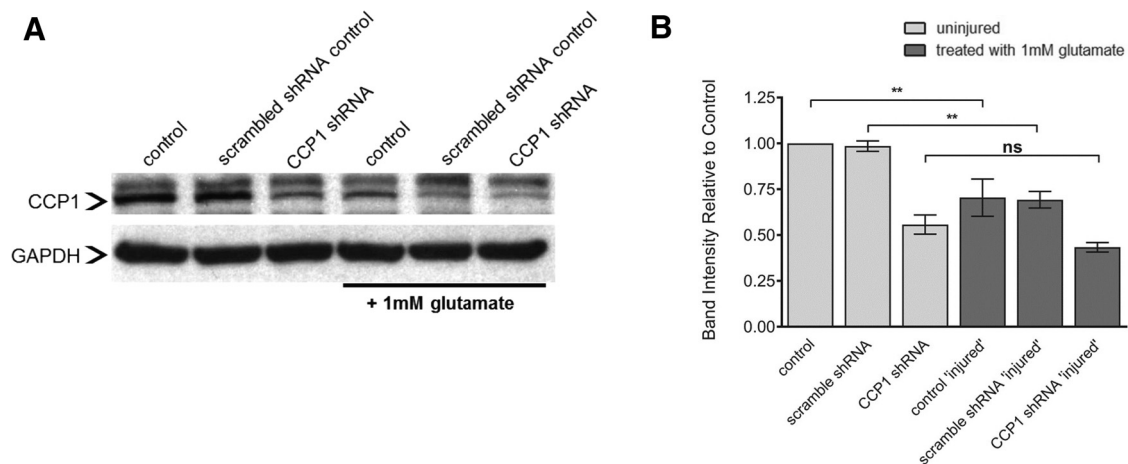 A
control
scrambled shRNA control
CCP1 shRNA
control
scrambled shRNA control
CCP1 shRNA
CCP1
GAPDH
+ 1mM glutamate
B
uninjured
treated with 1mM glutamate
Band Intensity Relative to Control
1.25
1.00
0.75
0.50
0.25
0.00
**
**
ns
control
scramble shRNA
CCP1 shRNA
control 'injured'
scramble shRNA 'injured'
CCP1 shRNA 'injured'